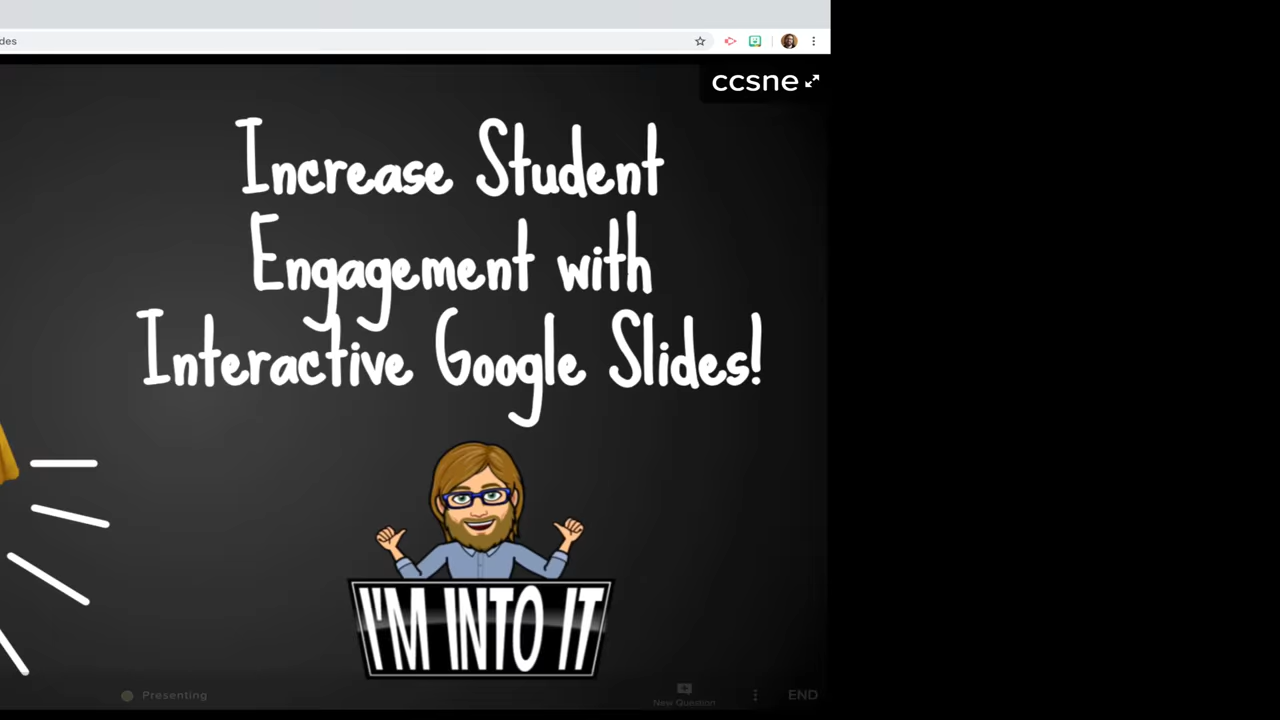 des
ccsne
Increase Student
Engagement with
Interactive Google Slides!
I'M INTO IT
Presenting
New Question
END